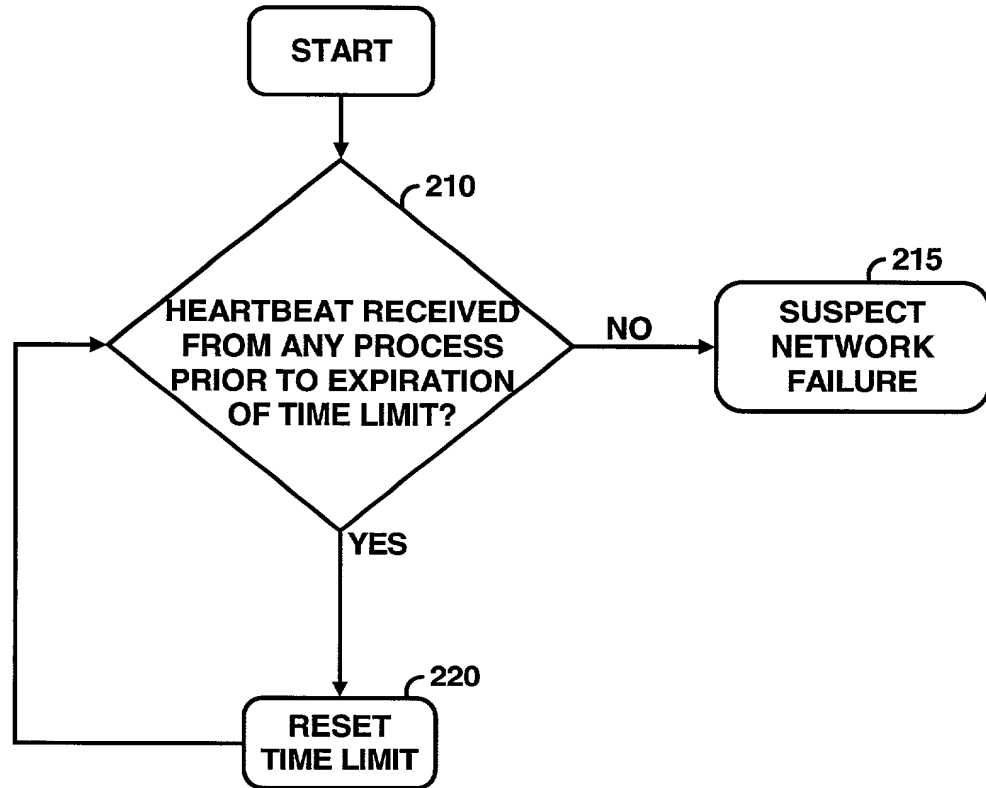 START
210
HEARTBEAT RECEIVED
FROM ANY PROCESS
PRIOR TO EXPIRATION
OF TIME LIMIT?
NO
215
SUSPECT
NETWORK
FAILURE
YES
220
RESET
TIME LIMIT